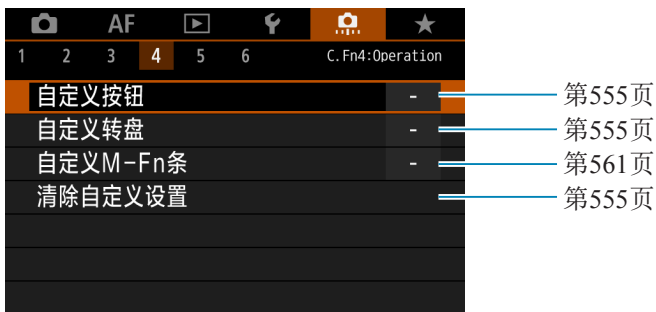 AF
1 2 3 4 5 6 C.Fn4:Operation
自定义按钮 - 第555页
自定义转盘 - 第555页
自定义M-Fn条 - 第561页
清除自定义设置 第555页